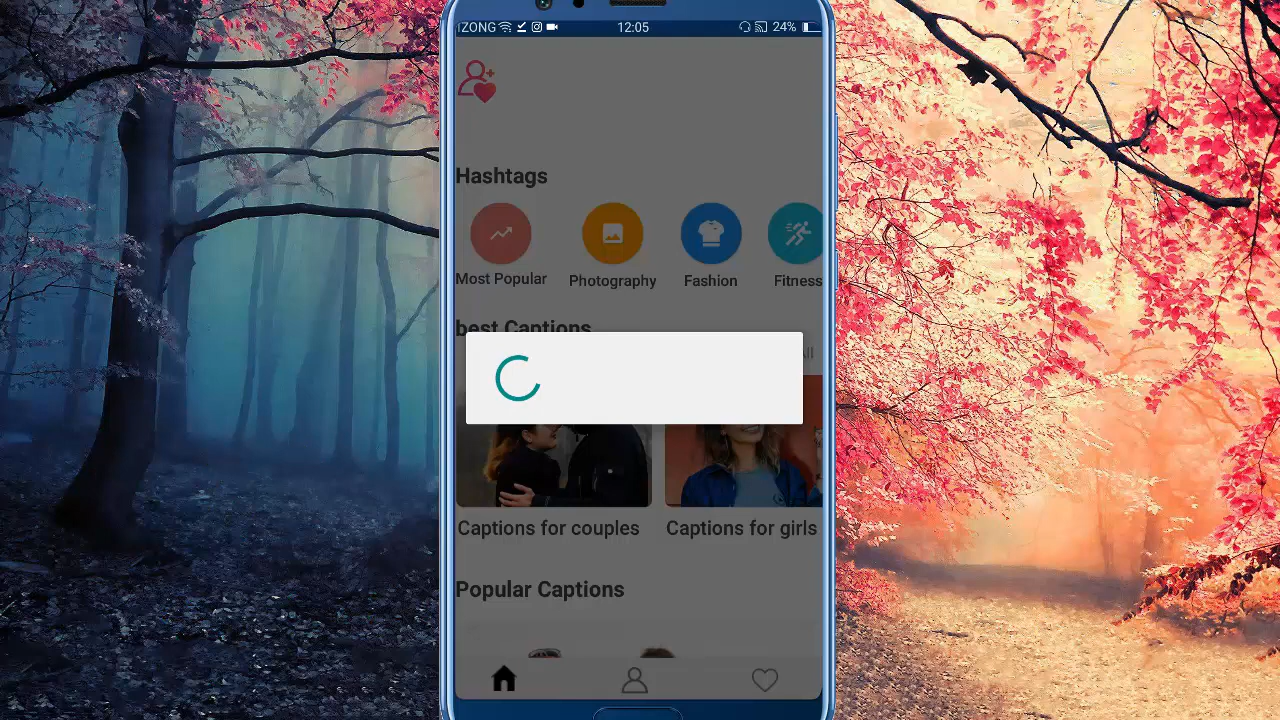 ZONG 12:05 24%
Hashtags
Most Popular Photography Fashion Fitness
best Captions
All
Captions for couples Captions for girls
Popular Captions